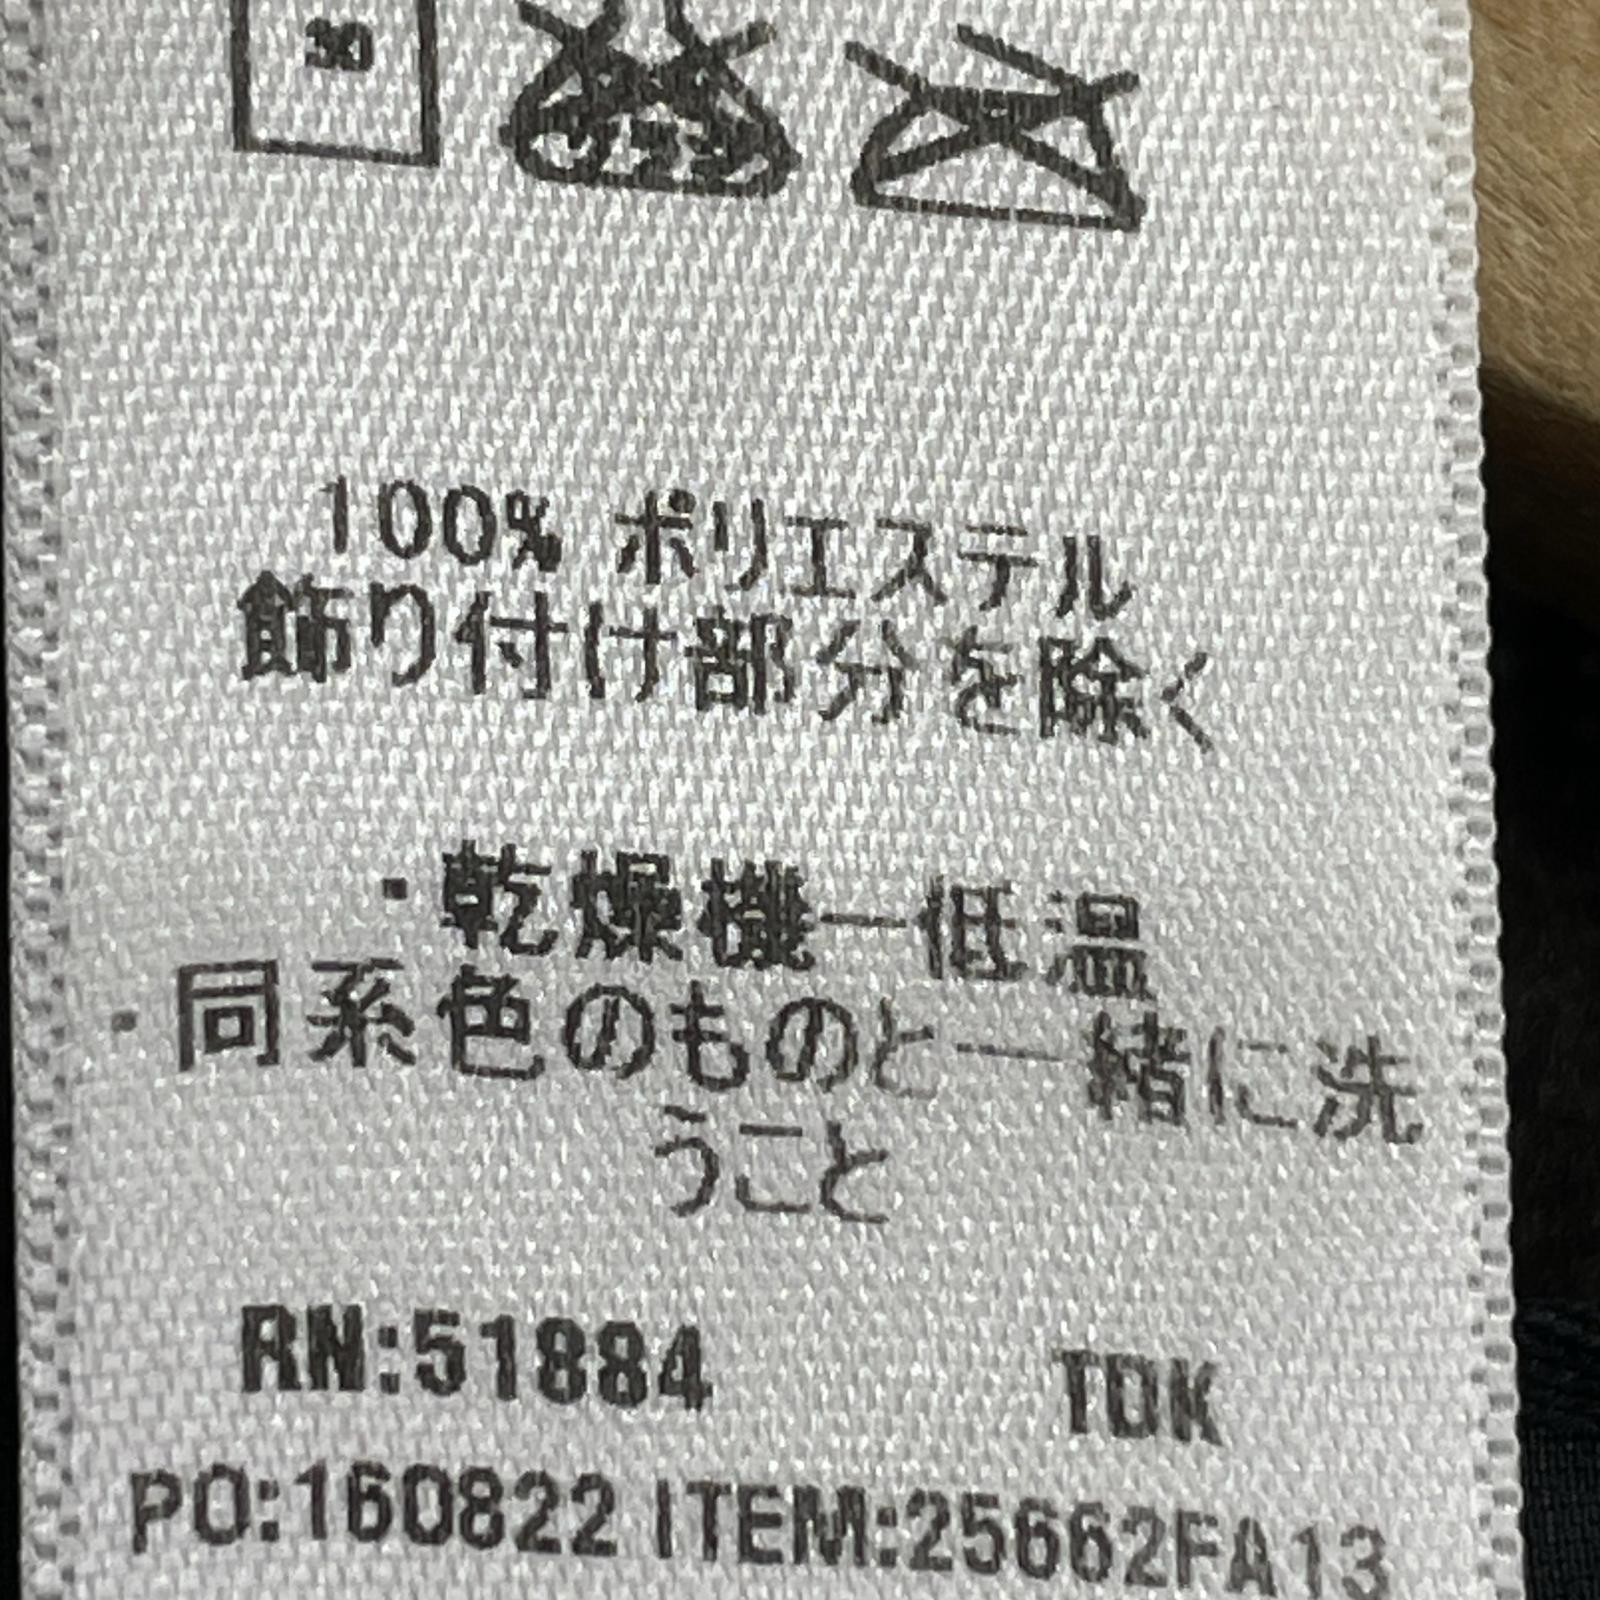 100% ポリエステル
飾り付け部分を除く
・乾燥機ー低温
・同系色のものと一緒に洗
うこと
RN:51884 TDK
PO:160822 ITEM:25662FA13